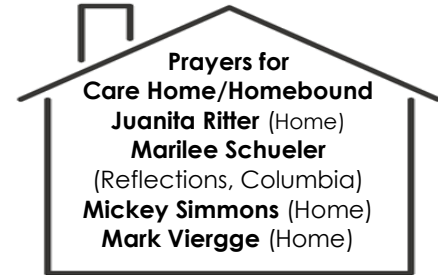 Prayers for
Care Home/Homebound
Juanita Ritter (Home)
Marilee Schueler
(Reflections, Columbia)
Mickey Simmons (Home)
Mark Viergge (Home)